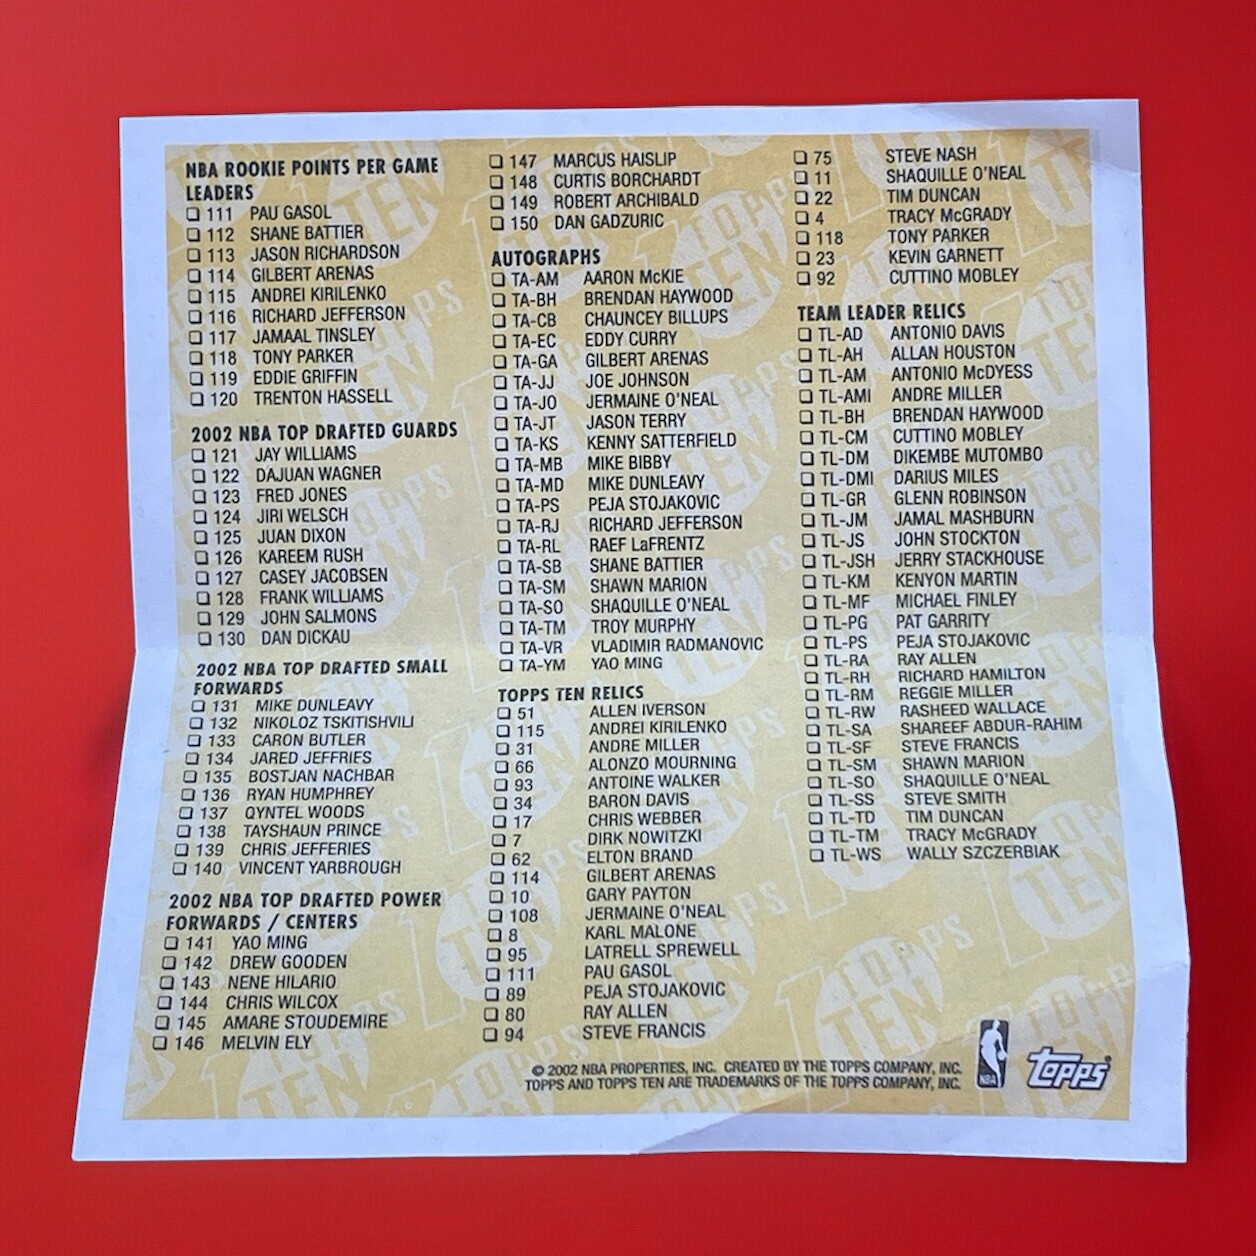 NBA ROOKIE POINTS PER GAME
LEADERS
❏ 111 PAU GASOL
❏ 112 SHANE BATTIER
❏ 113 JASON RICHARDSON
❏ 114 GILBERT ARENAS
❏ 115 ANDREI KIRILENKO
❏ 116 RICHARD JEFFERSON
❏ 117 JAMAAL TINSLEY
❏ 118 TONY PARKER
❏ 119 EDDIE GRIFFIN
❏ 120 TRENTON HASSELL
2002 NBA TOP DRAFTED GUARDS
❏ 121 JAY WILLIAMS
❏ 122 DAJUAN WAGNER
❏ 123 FRED JONES
❏ 124 JIRI WELSCH
❏ 125 JUAN DIXON
❏ 126 KAREEM RUSH
❏ 127 CASEY JACOBSEN
❏ 128 FRANK WILLIAMS
❏ 129 JOHN SALMONS
❏ 130 DAN DICKAU
2002 NBA TOP DRAFTED SMALL
FORWARDS
❏ 131 MIKE DUNLEAVY
❏ 132 NIKOLOZ TSKITISHVILI
❏ 133 CARON BUTLER
❏ 134 JARED JEFFRIES
❏ 135 BOSTJAN NACHBAR
❏ 136 RYAN HUMPHREY
❏ 137 QYNTEL WOODS
❏ 138 TAYSHAUN PRINCE
❏ 139 CHRIS JEFFERIES
❏ 140 VINCENT YARBROUGH
2002 NBA TOP DRAFTED POWER
FORWARDS / CENTERS
❏ 141 YAO MING
❏ 142 DREW GOODEN
❏ 143 NENE HILARIO
❏ 144 CHRIS WILCOX
❏ 145 AMARE STOUDEMIRE
❏ 146 MELVIN ELY
❏ 147 MARCUS HAISLIP
❏ 148 CURTIS BORCHARDT
❏ 149 ROBERT ARCHIBALD
❏ 150 DAN GADZURIC
AUTOGRAPHS
❏ TA-AM AARON McKIE
❏ TA-BH BRENDAN HAYWOOD
❏ TA-CB CHAUNCEY BILLUPS
❏ TA-EC EDDY CURRY
❏ TA-GA GILBERT ARENAS
❏ TA-JJ JOE JOHNSON
❏ TA-JO JERMAINE O'NEAL
❏ TA-JT JASON TERRY
❏ TA-KS KENNY SATTERFIELD
❏ TA-MB MIKE BIBBY
❏ TA-MD MIKE DUNLEAVY
❏ TA-PS PEJA STOJAKOVIC
❏ TA-RJ RICHARD JEFFERSON
❏ TA-RL RAEF LaFRENTZ
❏ TA-SB SHANE BATTIER
❏ TA-SM SHAWN MARION
❏ TA-SO SHAQUILLE O'NEAL
❏ TA-TM TROY MURPHY
❏ TA-VR VLADIMIR RADMANOVIC
❏ TA-YM YAO MING
TOPPS TEN RELICS
❏ 51 ALLEN IVERSON
❏ 115 ANDREI KIRILENKO
❏ 31 ANDRE MILLER
❏ 66 ALONZO MOURNING
❏ 93 ANTOINE WALKER
❏ 34 BARON DAVIS
❏ 17 CHRIS WEBBER
❏ 7 DIRK NOWITZKI
❏ 62 ELTON BRAND
❏ 114 GILBERT ARENAS
❏ 10 GARY PAYTON
❏ 108 JERMAINE O'NEAL
❏ 8 KARL MALONE
❏ 95 LATRELL SPREWELL
❏ 111 PAU GASOL
❏ 89 PEJA STOJAKOVIC
❏ 80 RAY ALLEN
❏ 94 STEVE FRANCIS
❏ 75 STEVE NASH
❏ 11 SHAQUILLE O'NEAL
❏ 22 TIM DUNCAN
❏ 4 TRACY McGRADY
❏ 118 TONY PARKER
❏ 23 KEVIN GARNETT
❏ 92 CUTTINO MOBLEY
TEAM LEADER RELICS
❏ TL-AD ANTONIO DAVIS
❏ TL-AH ALLAN HOUSTON
❏ TL-AM ANTONIO McDYESS
❏ TL-AMI ANDRE MILLER
❏ TL-BH BRENDAN HAYWOOD
❏ TL-CM CUTTINO MOBLEY
❏ TL-DM DIKEMBE MUTOMBO
❏ TL-DMI DARIUS MILES
❏ TL-GR GLENN ROBINSON
❏ TL-JM JAMAL MASHBURN
❏ TL-JS JOHN STOCKTON
❏ TL-JSH JERRY STACKHOUSE
❏ TL-KM KENYON MARTIN
❏ TL-MF MICHAEL FINLEY
❏ TL-PG PAT GARRITY
❏ TL-PS PEJA STOJAKOVIC
❏ TL-RA RAY ALLEN
❏ TL-RH RICHARD HAMILTON
❏ TL-RM REGGIE MILLER
❏ TL-RW RASHEED WALLACE
❏ TL-SA SHAREEF ABDUR-RAHIM
❏ TL-SF STEVE FRANCIS
❏ TL-SM SHAWN MARION
❏ TL-SO SHAQUILLE O'NEAL
❏ TL-SS STEVE SMITH
❏ TL-TD TIM DUNCAN
❏ TL-TM TRACY McGRADY
❏ TL-WS WALLY SZCZERBIAK
© 2002 NBA PROPERTIES, INC. CREATED BY THE TOPPS COMPANY, INC.
TOPPS AND TOPPS TEN ARE TRADEMARKS OF THE TOPPS COMPANY, INC.
NBA
topps®